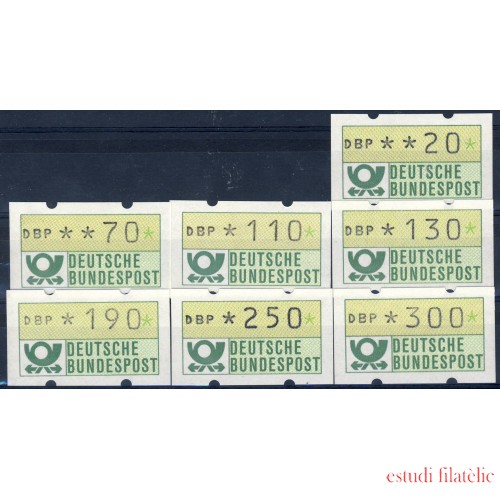 DBP **20*
DEUTSCHE
BUNDESPOST
DBP **70*
DEUTSCHE
BUNDESPOST
DBP *110*
DEUTSCHE
BUNDESPOST
DBP *130*
DEUTSCHE
BUNDESPOST
DBP *190*
DEUTSCHE
BUNDESPOST
DBP *250*
DEUTSCHE
BUNDESPOST
DBP *300*
DEUTSCHE
BUNDESPOST
estudi filatèlic